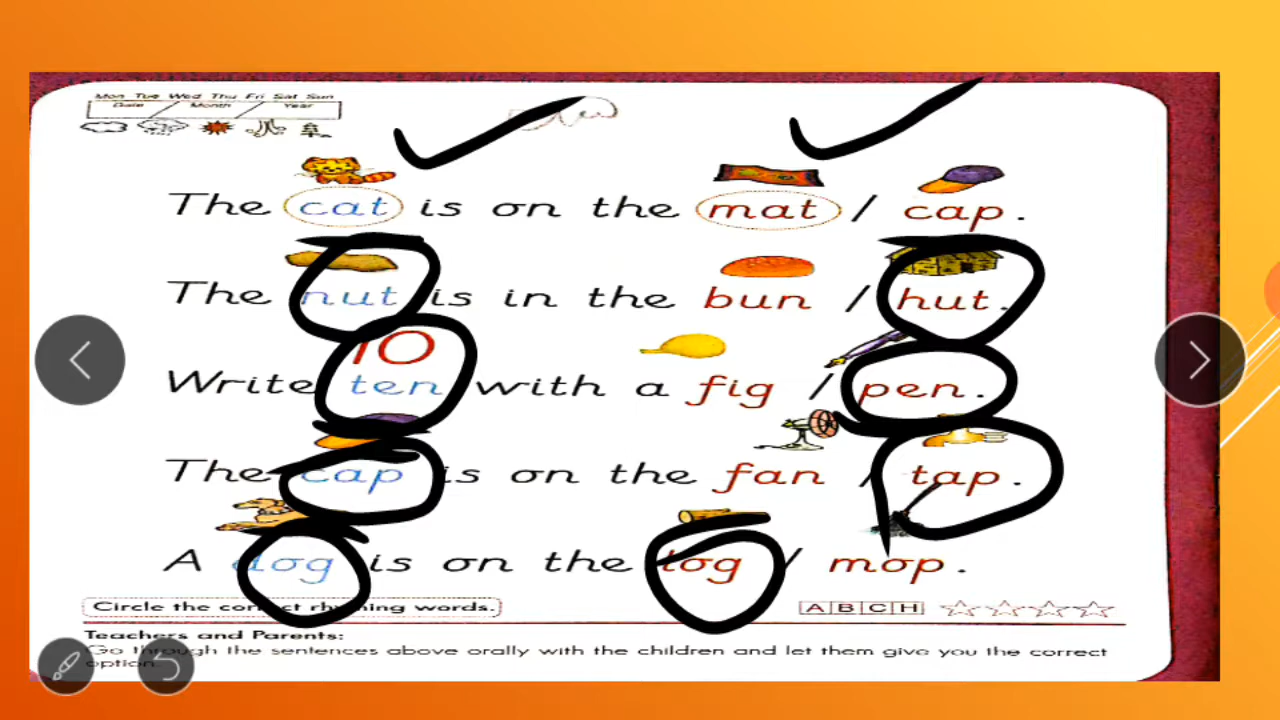 Mon Tue Wed Thu Fri Sat Sun
Date Month Year
The cat is on the mat / cap.
The nut is in the bun / hut.
10
Write ten with a fig / pen.
The cap is on the fan / tap.
A dog is on the log / mop.
Circle the correct rhyming words.
A B C H
Teachers and Parents:
Go through the sentences above orally with the children and let them give you the correct
option.